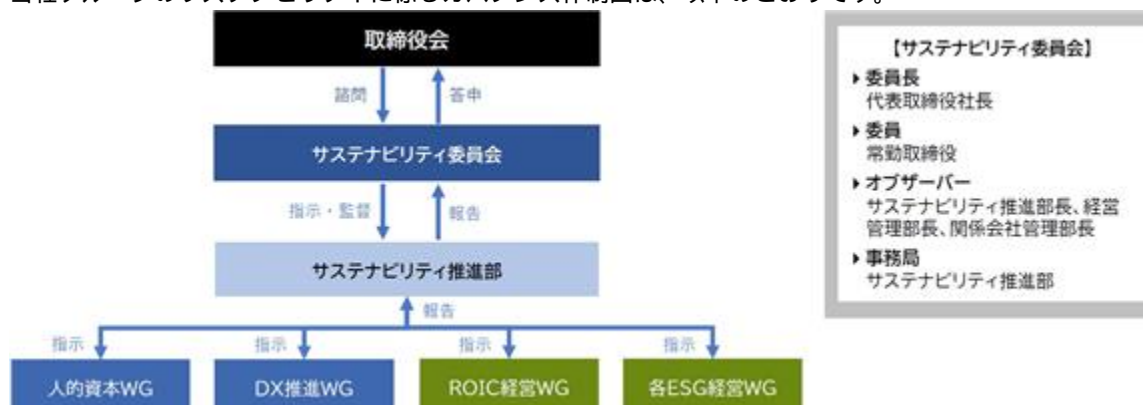 取締役会
諮問
答申
サステナビリティ委員会
指示・監督
報告
サステナビリティ推進部
報告
指示
指示
指示
指示
人的資本WG
DX推進WG
ROIC経営WG
各ESG経営WG
【サステナビリティ委員会】
委員長
代表取締役社長
委員
常勤取締役
オブザーバー
サステナビリティ推進部長、経営
管理部長、関係会社管理部長
事務局
サステナビリティ推進部